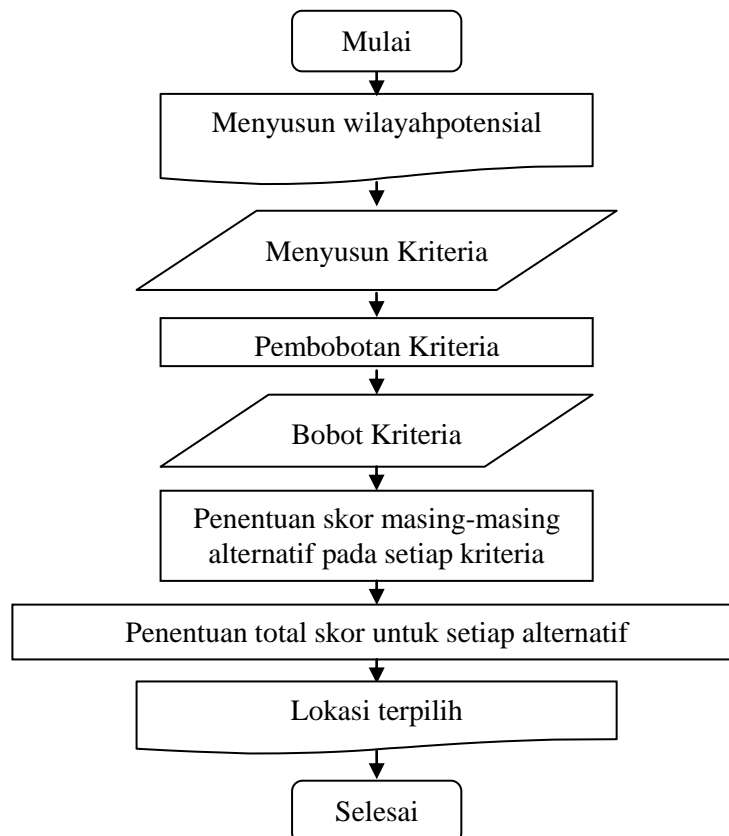 Mulai
Menyusun wilayahpotensial
Menyusun Kriteria
Pembobotan Kriteria
Bobot Kriteria
Penentuan skor masing-masing
alternatif pada setiap kriteria
Penentuan total skor untuk setiap alternatif
Lokasi terpilih
Selesai